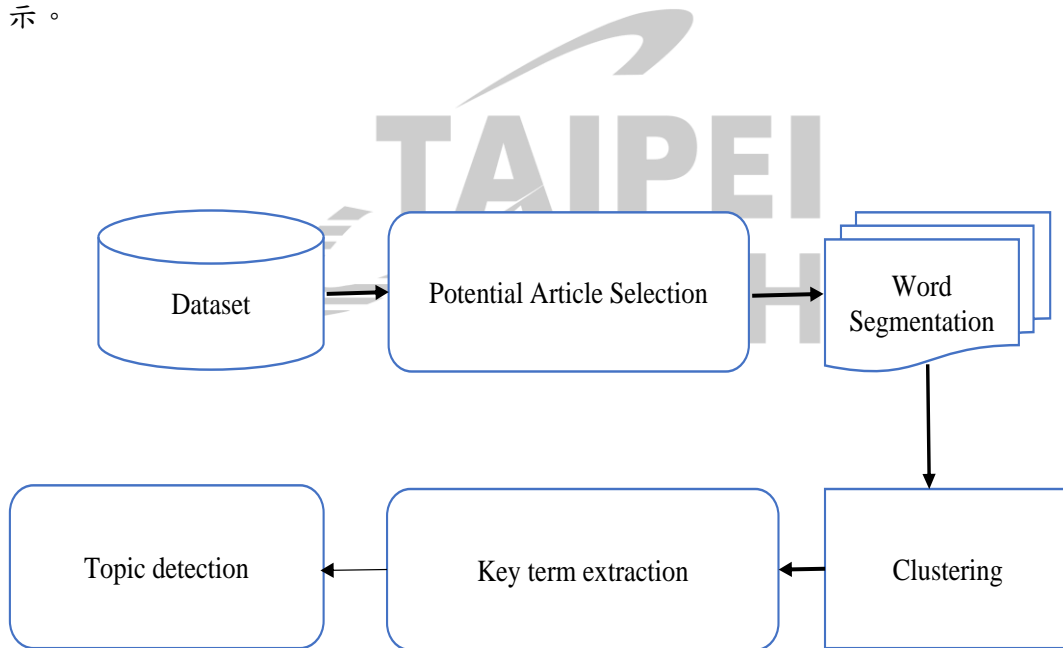 示。
TAIPEI
H
Dataset
Potential Article Selection
Word
Segmentation
Topic detection
Key term extraction
Clustering